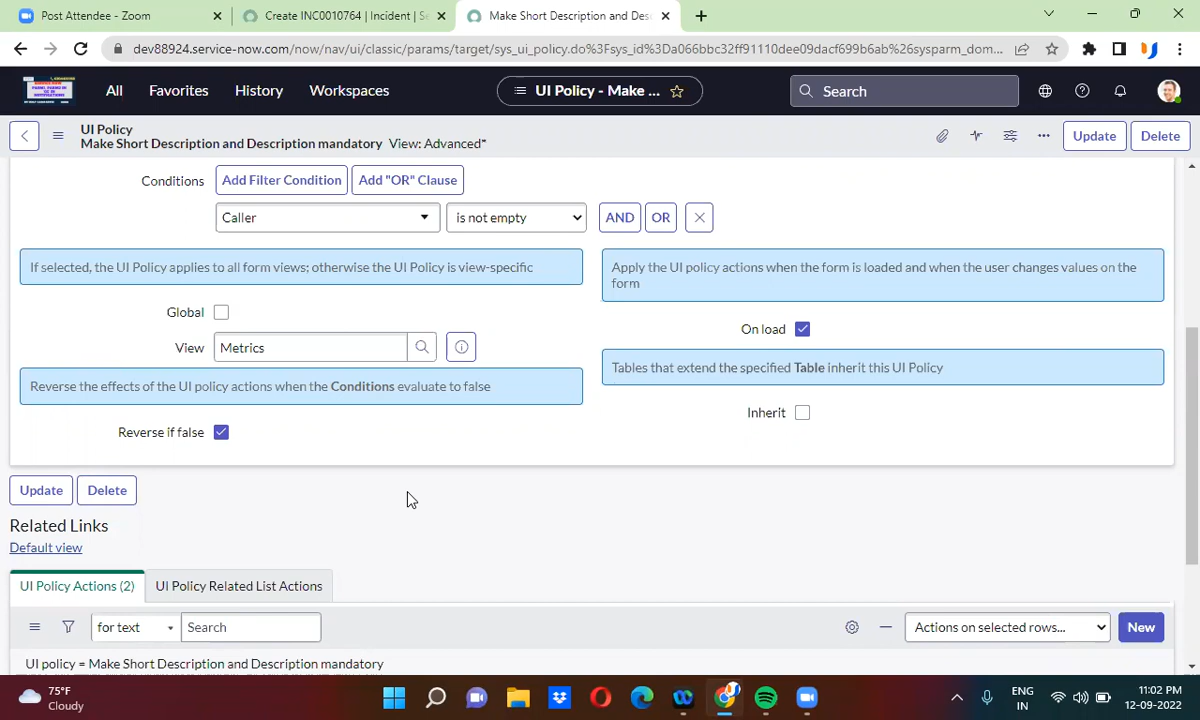 Post Attendee - Zoom
Create INC0010764 | Incident | Se
Make Short Description and Desc
dev88924.service-now.com/now/nav/ui/classic/params/target/sys_ui_policy.do%3Fsys_id%3Da066bbc32ff91110dee09dacf699b6ab%26sysparm_dom...
All
Favorites
History
Workspaces
UI Policy - Make ...
Search
UI Policy
Make Short Description and Description mandatory View: Advanced*
Update
Delete
Conditions
Add Filter Condition
Add "OR" Clause
Caller
is not empty
AND
OR
If selected, the UI Policy applies to all form views; otherwise the UI Policy is view-specific
Apply the UI policy actions when the form is loaded and when the user changes values on the
form
Global
On load
View
Metrics
Tables that extend the specified Table inherit this UI Policy
Reverse the effects of the UI policy actions when the Conditions evaluate to false
Inherit
Reverse if false
Update
Delete
Related Links
Default view
UI Policy Actions (2)
UI Policy Related List Actions
for text
Search
Actions on selected rows...
New
UI policy = Make Short Description and Description mandatory
75°F
Cloudy
ENG
IN
11:02 PM
12-09-2022